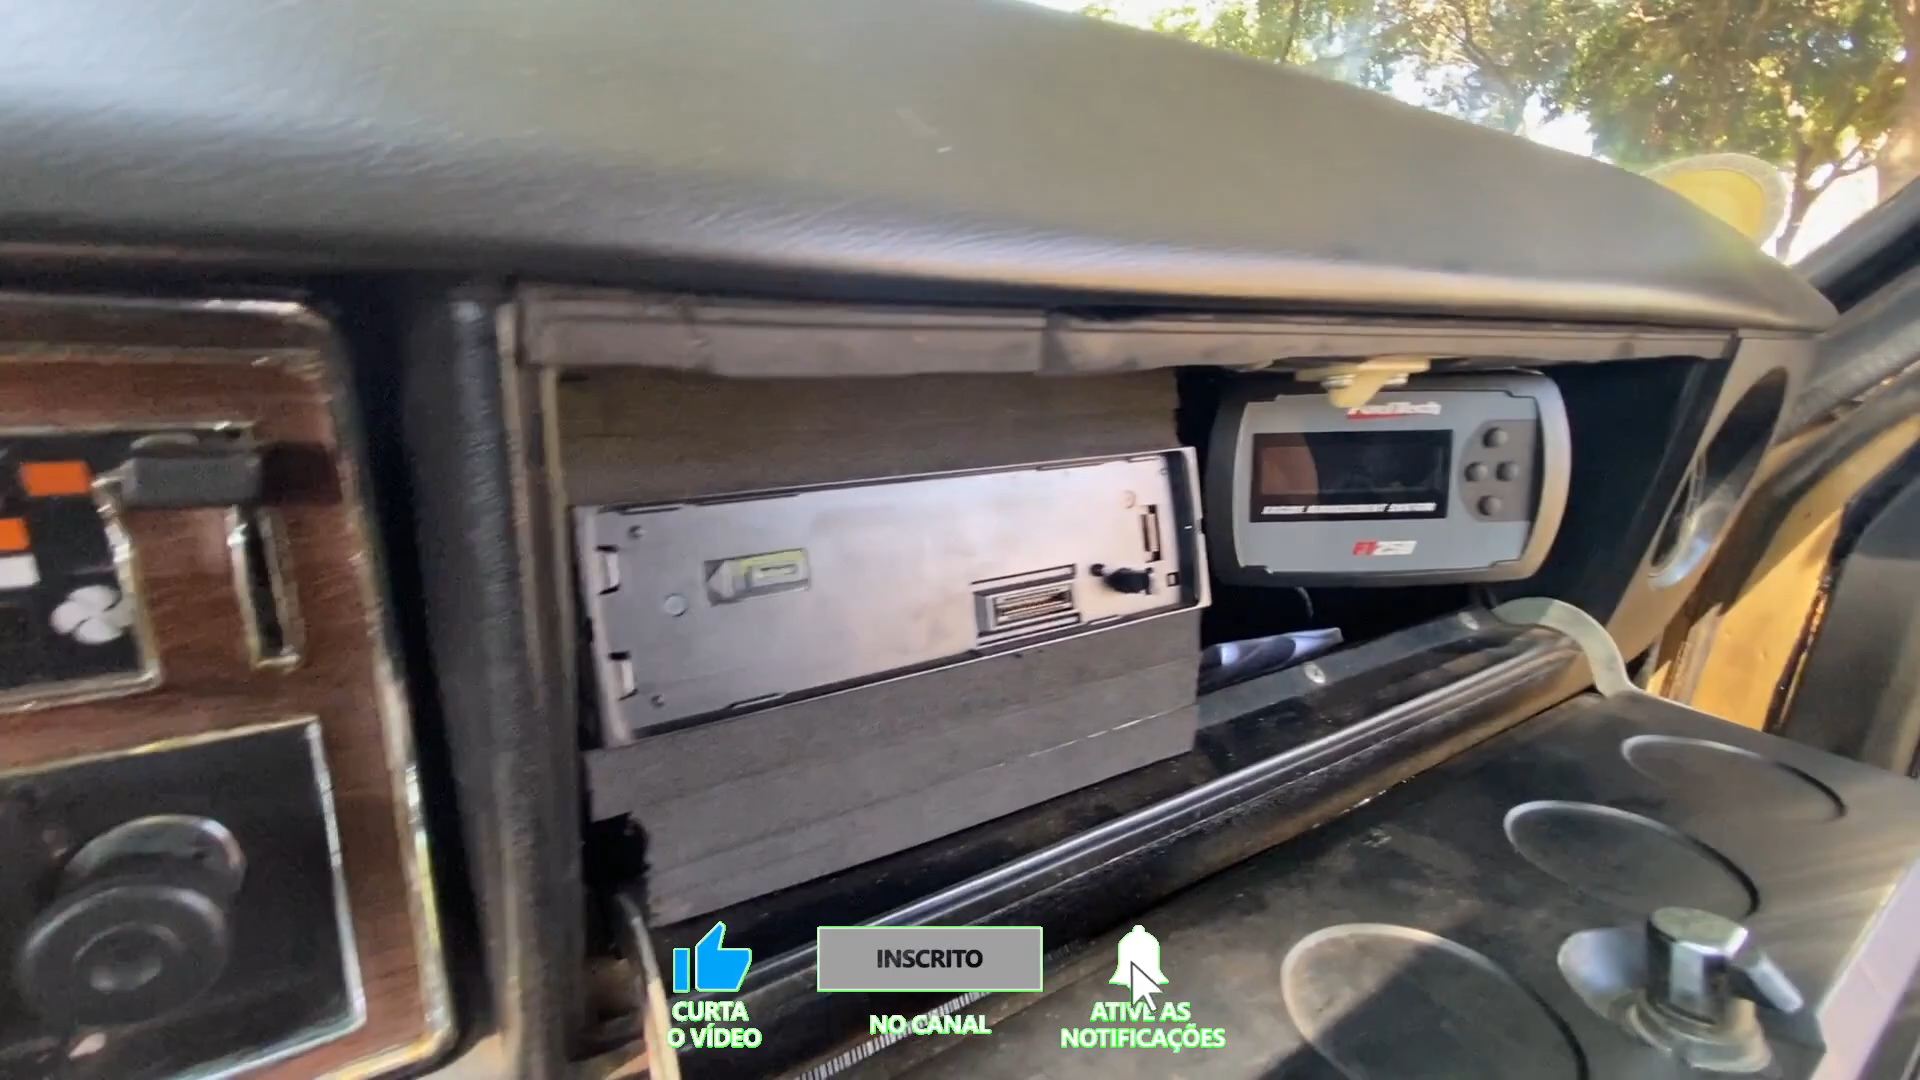 FuelTech
ENGINE MANAGEMENT SYSTEM
FT250
CURTA
O VÍDEO
INSCRITO
NO CANAL
ATIVE AS
NOTIFICAÇÕES